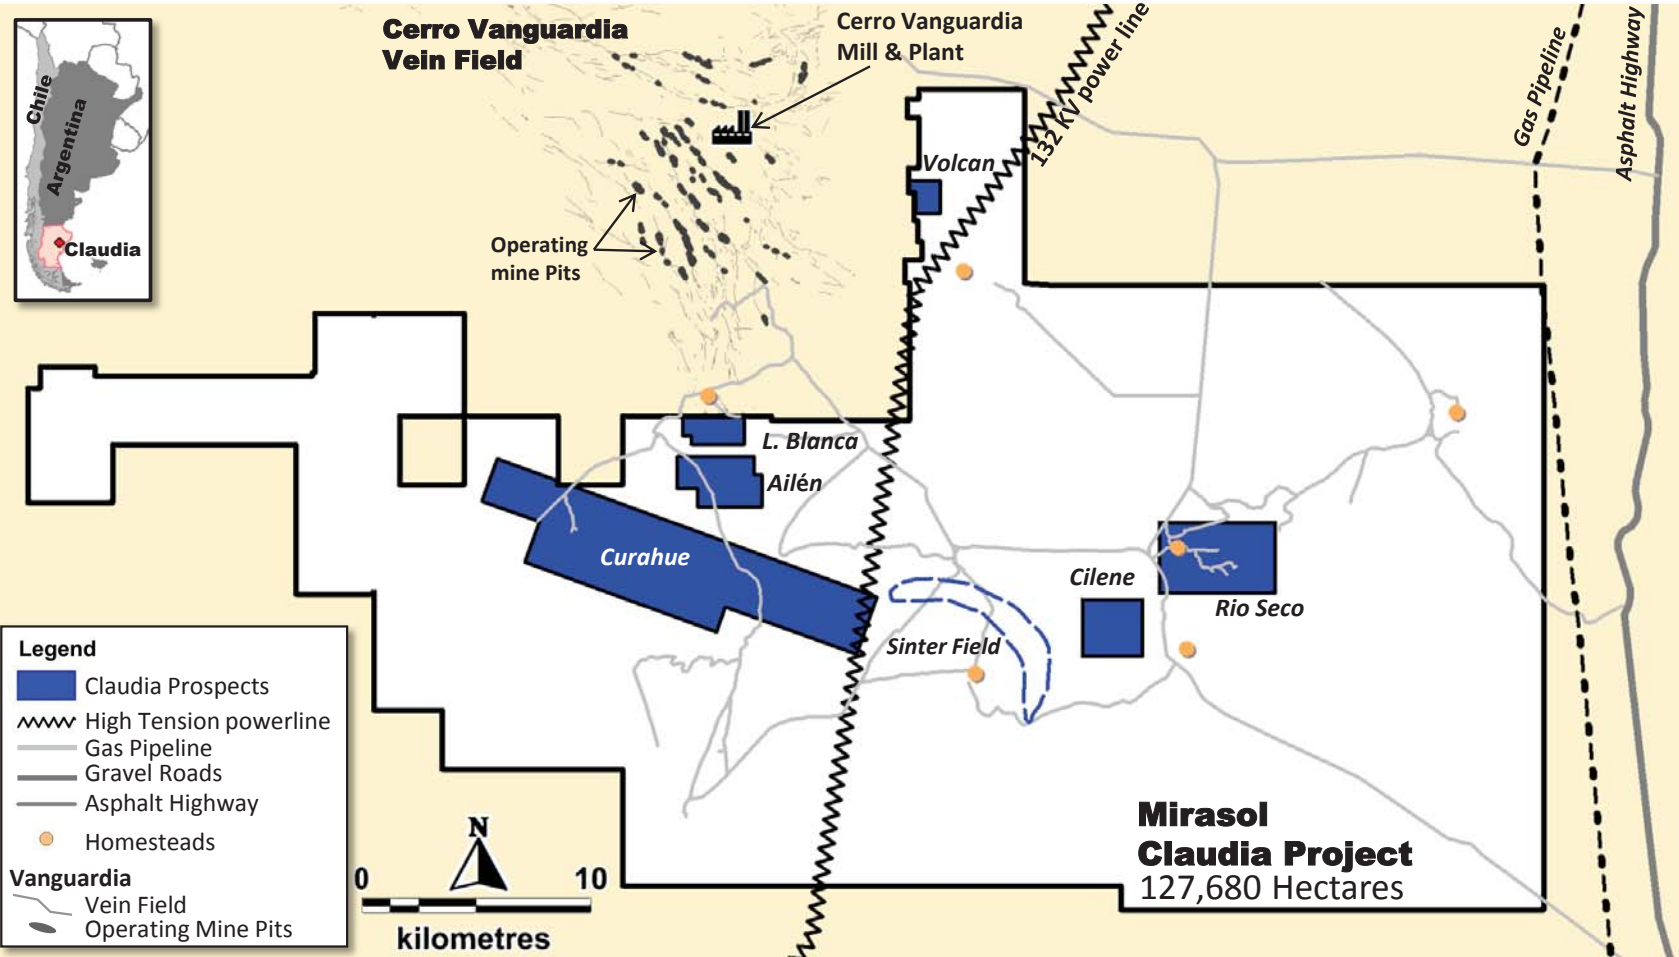 Chile
Argentina
Claudia
Cerro Vanguardia
Vein Field
Cerro Vanguardia
Mill & Plant
132 KV power line
Gas Pipeline
Asphalt Highway
Volcan
Operating
mine Pits
L. Blanca
Ailén
Curahue
Cilene
Rio Seco
Sinter Field
Legend
Claudia Prospects
High Tension powerline
Gas Pipeline
Gravel Roads
Asphalt Highway
Homesteads
Vanguardia
Vein Field
Operating Mine Pits
N
0 10
kilometres
Mirasol
Claudia Project
127,680 Hectares